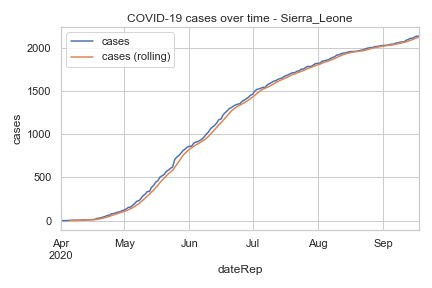 COVID-19 cases over time - Sierra_Leone
cases
cases (rolling)
2000
1500
1000
500
0
cases
Apr May Jun Jul Aug Sep
2020
dateRep